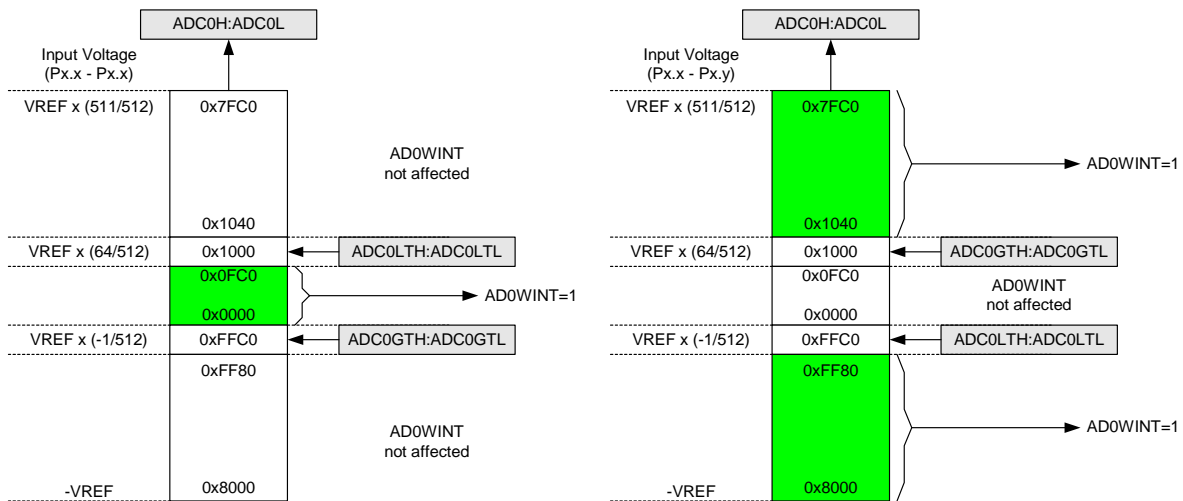 ADC0H:ADC0L
Input Voltage
(Px.x - Px.x)
VREF x (511/512)
0x7FC0
AD0WINT
not affected
0x1040
VREF x (64/512)
0x1000
ADC0LTH:ADC0LTL
0x0FC0
AD0WINT=1
0x0000
VREF x (-1/512)
0xFFC0
ADC0GTH:ADC0GTL
0xFF80
AD0WINT
not affected
-VREF
0x8000
ADC0H:ADC0L
Input Voltage
(Px.x - Px.y)
VREF x (511/512)
0x7FC0
AD0WINT=1
0x1040
VREF x (64/512)
0x1000
ADC0GTH:ADC0GTL
0x0FC0
AD0WINT
not affected
0x0000
VREF x (-1/512)
0xFFC0
ADC0LTH:ADC0LTL
0xFF80
AD0WINT=1
-VREF
0x8000